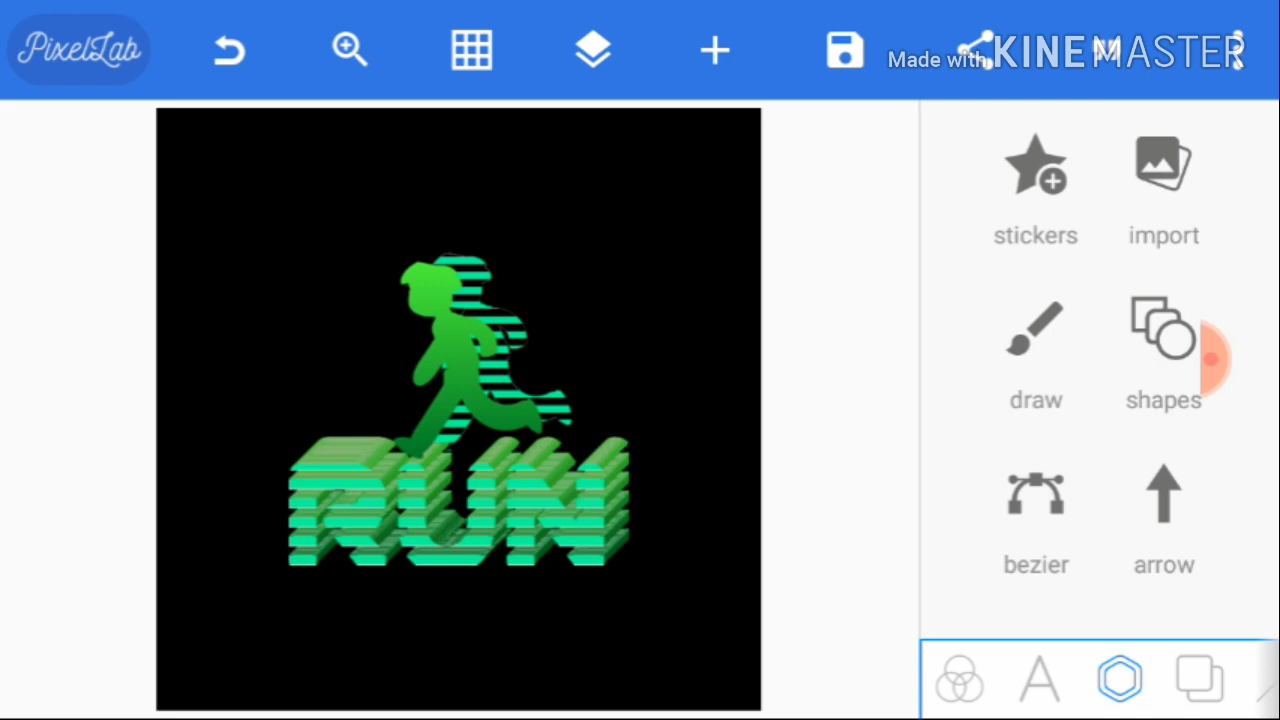 PixelLab
Made with KINEMASTER
stickers
import
draw
shapes
bezier
arrow
RUN